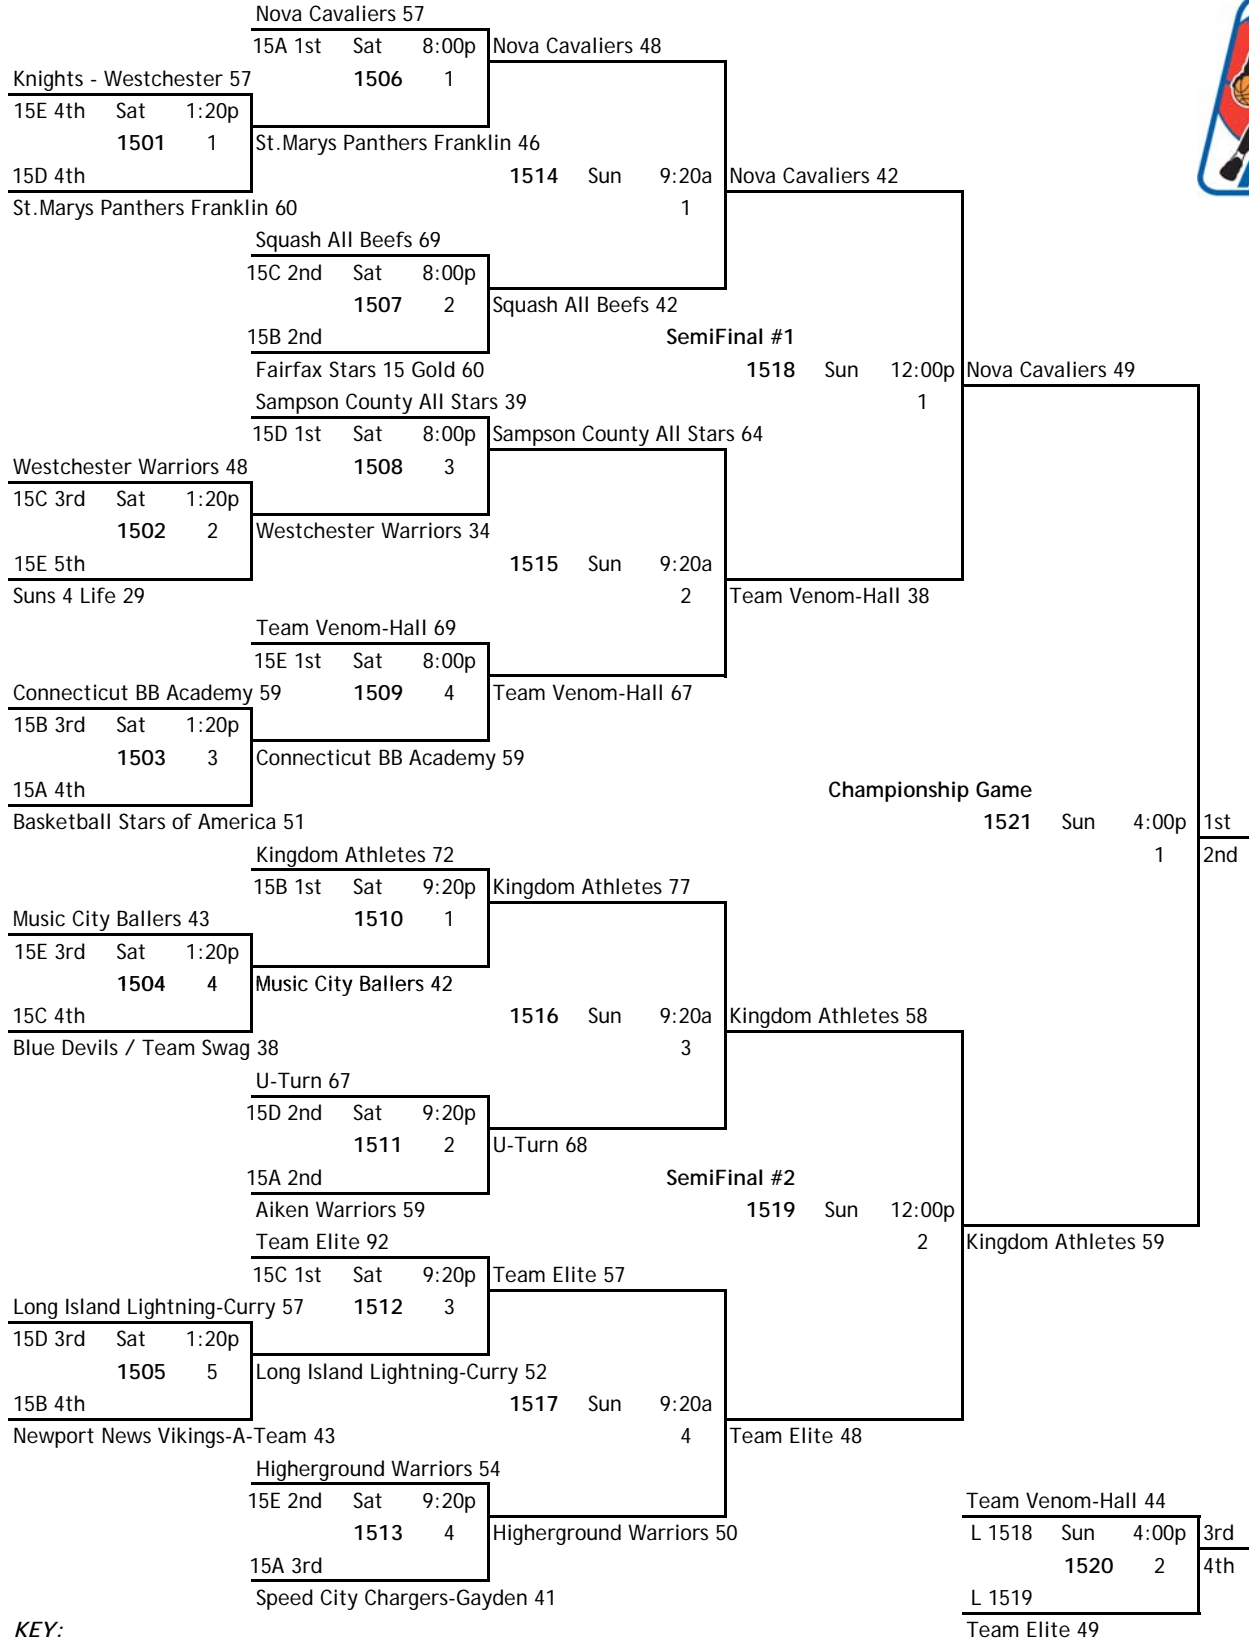 Nova Cavaliers 57
15A 1st Sat 8:00p Nova Cavaliers 48
Knights - Westchester 57 1506 1
15E 4th Sat 1:20p
1501 1 St.Marys Panthers Franklin 46
15D 4th 1514 Sun 9:20a Nova Cavaliers 42
St.Marys Panthers Franklin 60 1
Squash All Beefs 69
15C 2nd Sat 8:00p
1507 2 Squash All Beefs 42
15B 2nd SemiFinal #1
Fairfax Stars 15 Gold 60 1518 Sun 12:00p Nova Cavaliers 49
Sampson County All Stars 39 1
15D 1st Sat 8:00p Sampson County All Stars 64
Westchester Warriors 48 1508 3
15C 3rd Sat 1:20p
1502 2 Westchester Warriors 34
15E 5th 1515 Sun 9:20a
Suns 4 Life 29 2 Team Venom-Hall 38
Team Venom-Hall 69
15E 1st Sat 8:00p
Connecticut BB Academy 59 1509 4 Team Venom-Hall 67
15B 3rd Sat 1:20p
1503 3 Connecticut BB Academy 59
15A 4th Championship Game
Basketball Stars of America 51 1521 Sun 4:00p 1st
Kingdom Athletes 72 1 2nd
15B 1st Sat 9:20p Kingdom Athletes 77
Music City Ballers 43 1510 1
15E 3rd Sat 1:20p
1504 4 Music City Ballers 42
15C 4th 1516 Sun 9:20a Kingdom Athletes 58
Blue Devils / Team Swag 38 3
U-Turn 67
15D 2nd Sat 9:20p
1511 2 U-Turn 68
15A 2nd SemiFinal #2
Aiken Warriors 59 1519 Sun 12:00p
Team Elite 92 2 Kingdom Athletes 59
15C 1st Sat 9:20p Team Elite 57
Long Island Lightning-Curry 57 1512 3
15D 3rd Sat 1:20p
1505 5 Long Island Lightning-Curry 52
15B 4th 1517 Sun 9:20a
Newport News Vikings-A-Team 43 4 Team Elite 48
Higherground Warriors 54
15E 2nd Sat 9:20p Team Venom-Hall 44
1513 4 Higherground Warriors 50 L 1518 Sun 4:00p 3rd
15A 3rd 1520 2 4th
Speed City Chargers-Gayden 41 L 1519
KEY: Team Elite 49